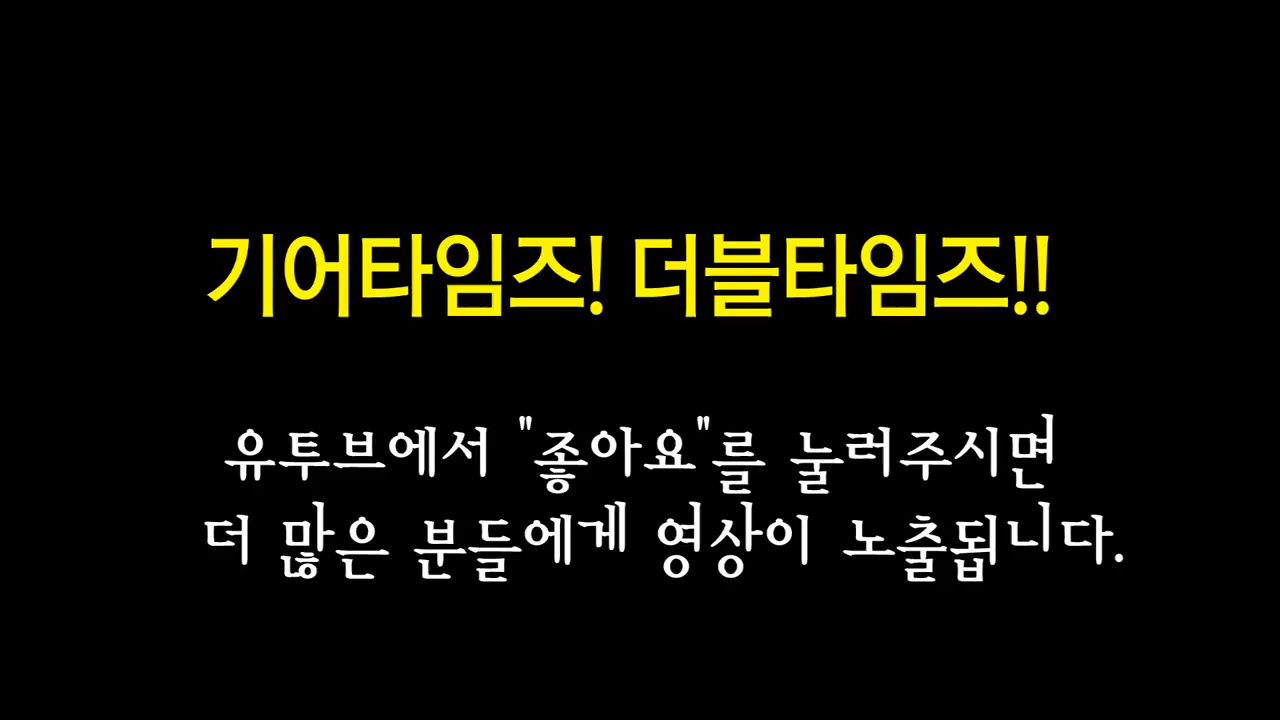 기어타임즈! 더블타임즈!!
유투브에서 "좋아요"를 눌러주시면
더 많은 분들에게 영상이 노출됩니다.